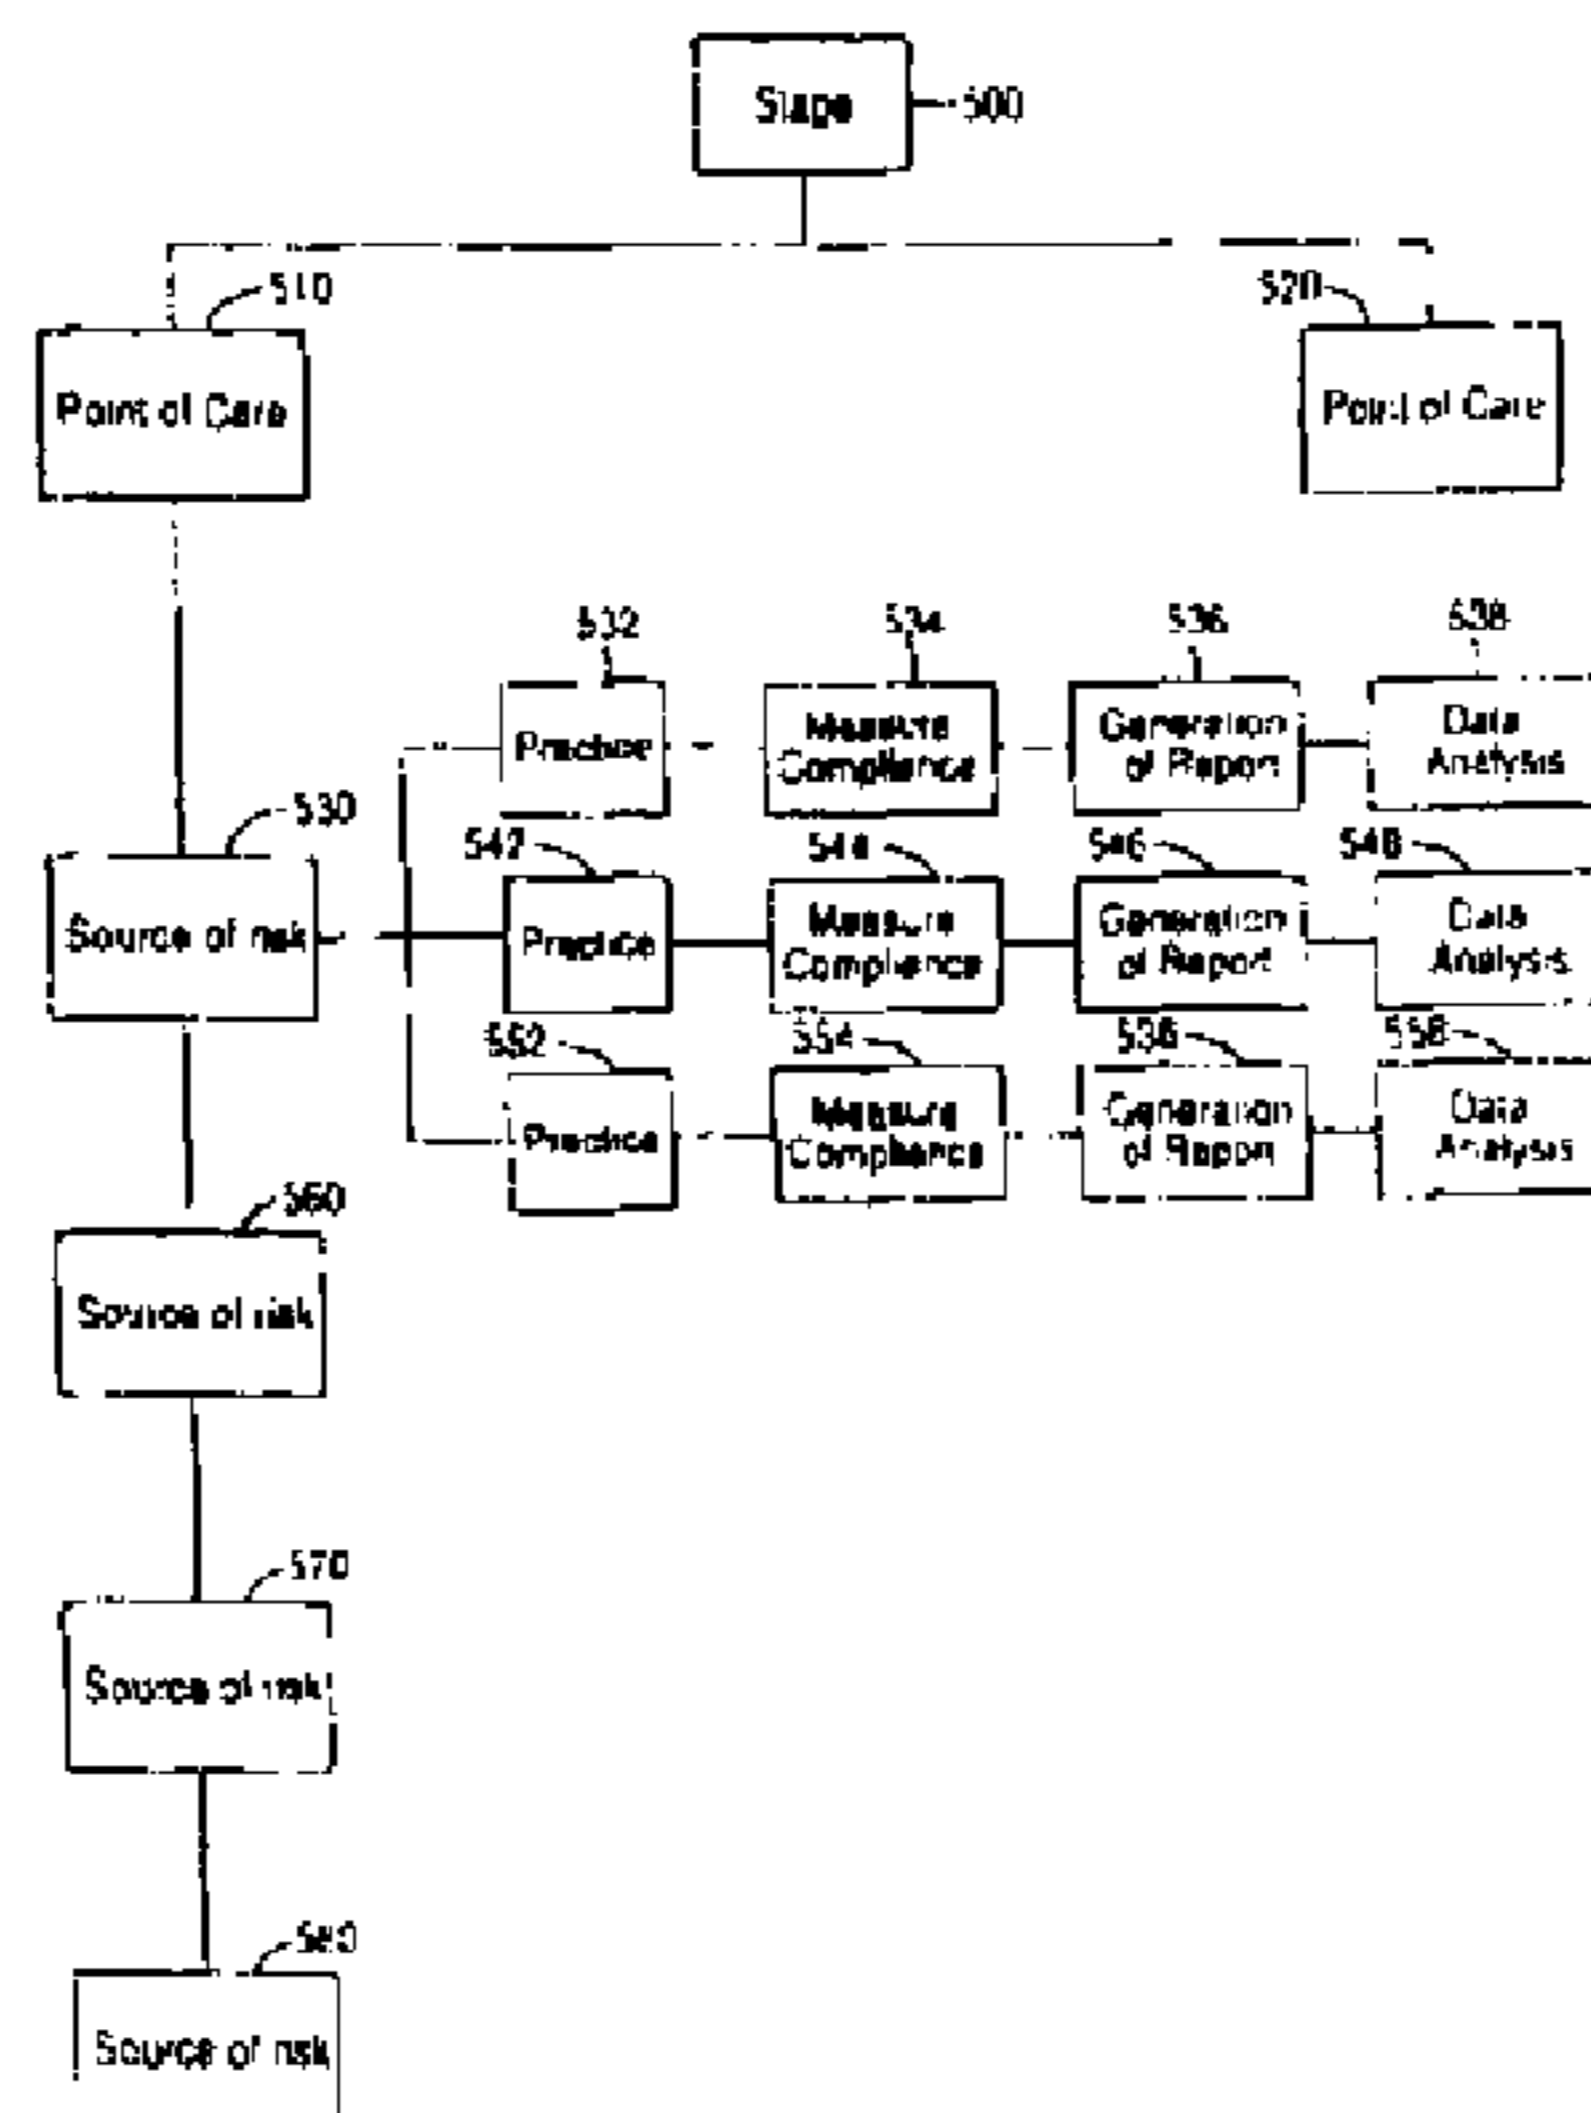 Stage
500
510
520
Point of Care
Point of Care
532
534
536
538
Practice
Measure
Compliance
Generation
of Report
Data
Analysis
530
542
544
546
548
Source of risk
Practice
Measure
Compliance
Generation
of Report
Data
Analysis
552
554
558
Practice
Measure
Compliance
Generation
of Report
Data
Analysis
560
Source of risk
570
Source of risk
580
Source of risk